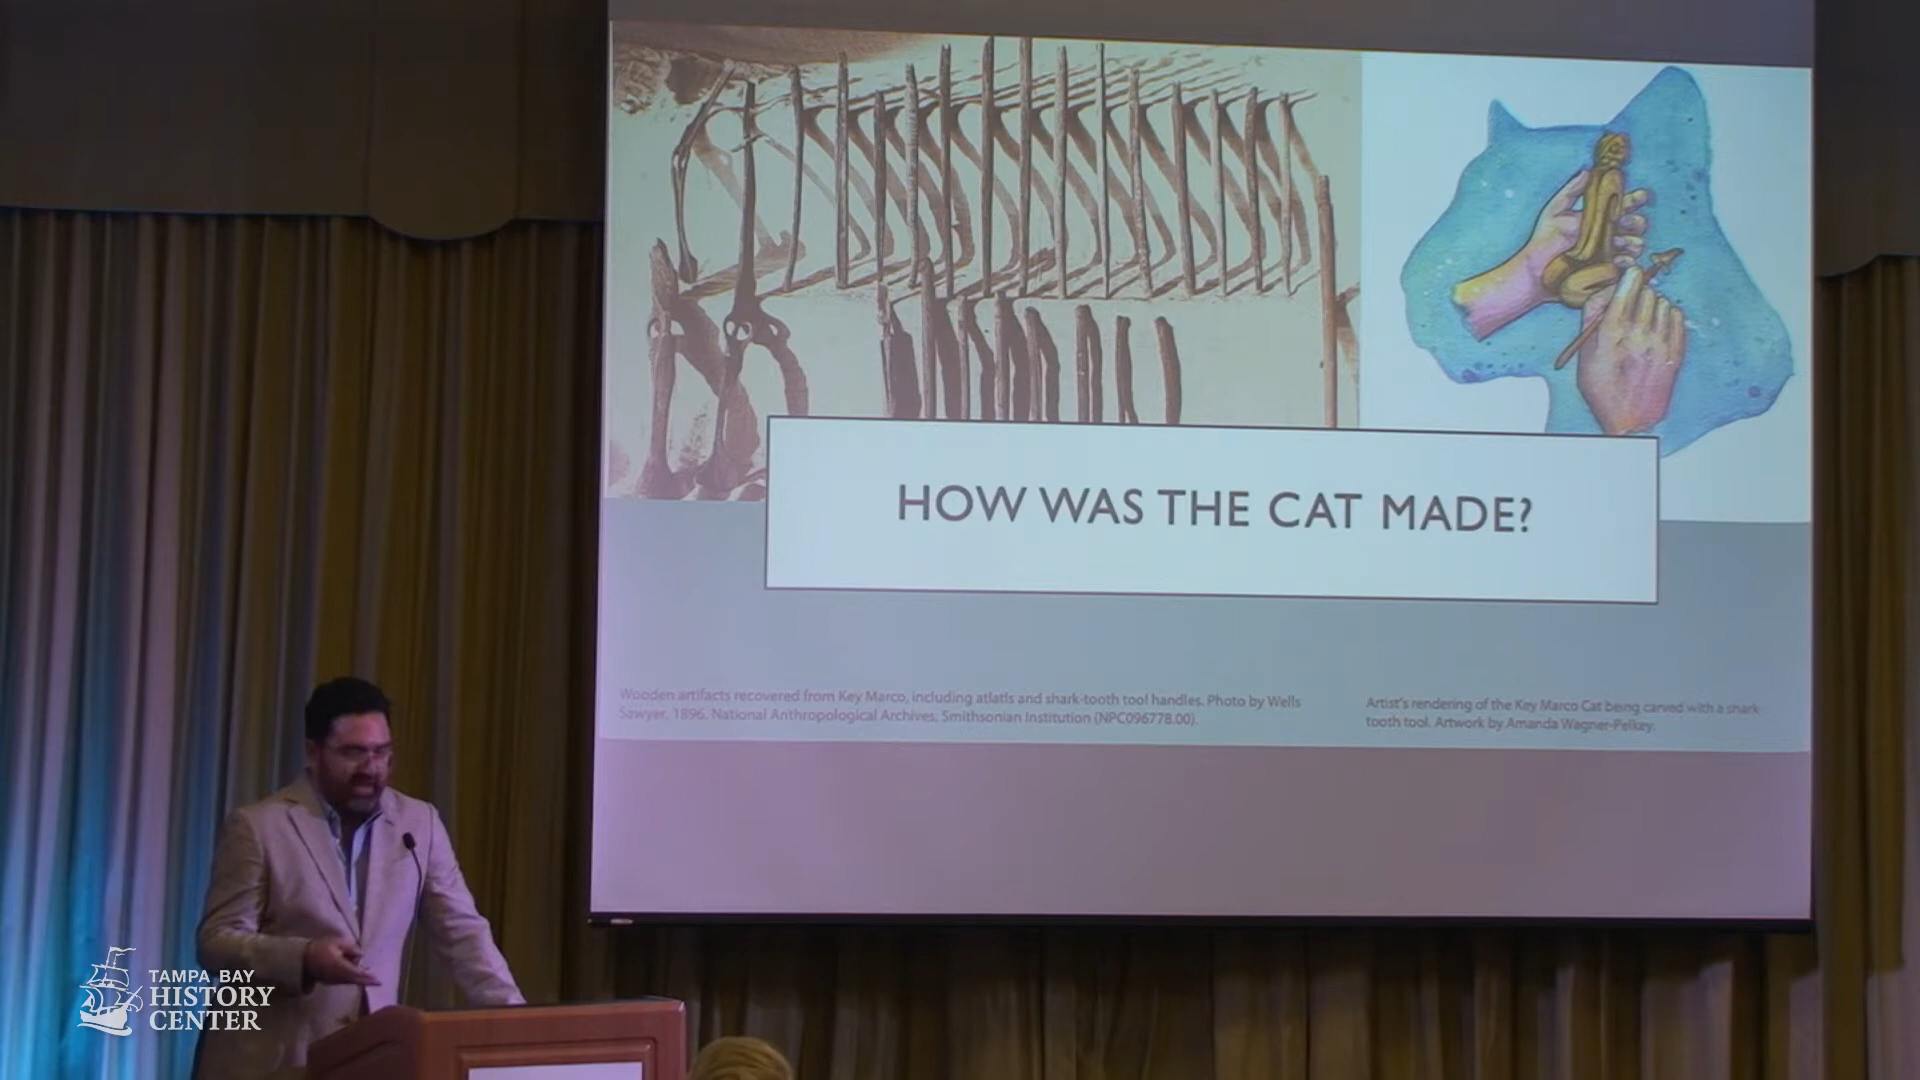 HOW WAS THE CAT MADE?
Wooden artifacts recovered from Key Marco, including atlatls and shark-tooth tool handles. Photo by Wells
Sawyer, 1896. National Anthropological Archives, Smithsonian Institution (NPC096778.00).
Artist's rendering of the Key Marco Cat being carved with a shark-
tooth tool. Artwork by Amanda Wagner-Pelkey.
TAMPA BAY
HISTORY
CENTER